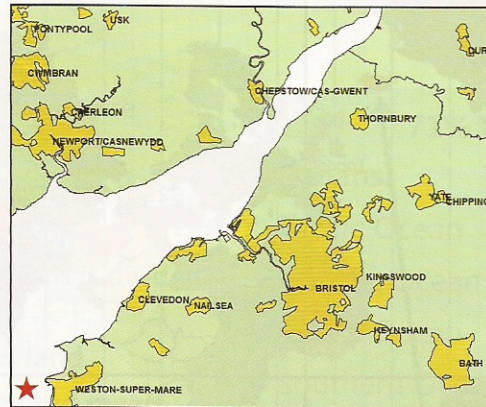 USK
PONTYPOOL
DUR
CWMBRAN
CHEPSTOW/CAS-GWENT
CAERLEON
THORNBURY
NEWPORT/CASNEWYDD
YATE
CHIPPING
KINGSWOOD
BRISTOL
CLEVEDON
NAILSEA
KEYNSHAM
BATH
WESTON-SUPER-MARE